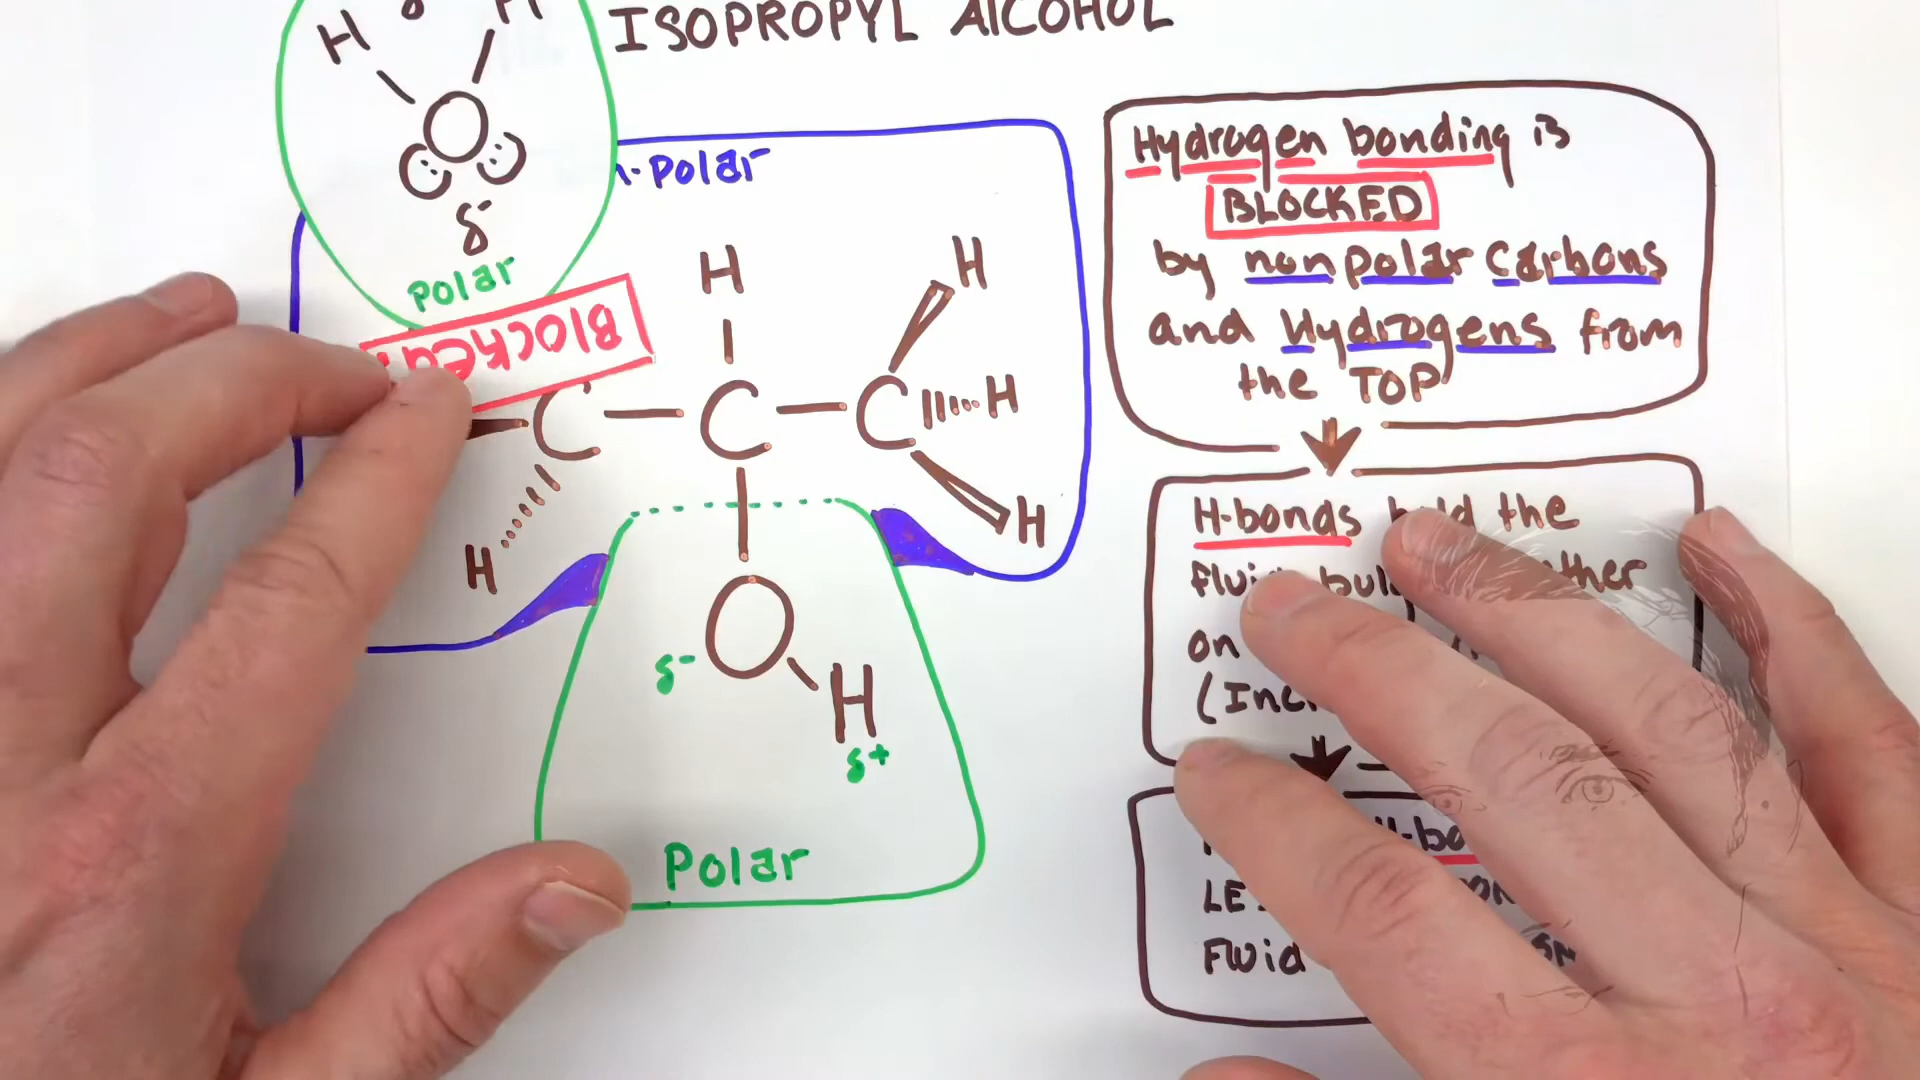 ISOPROPYL ALCOHOL
H
δ-
Polar
Blocked
-polar
H
H
C
C
C
H
H
H
O
δ-
H
δ+
Polar
Hydrogen bonding is
BLOCKED
by nonpolar carbons
and Hydrogens from
the TOP
H-bonds hold the
on
Fluid